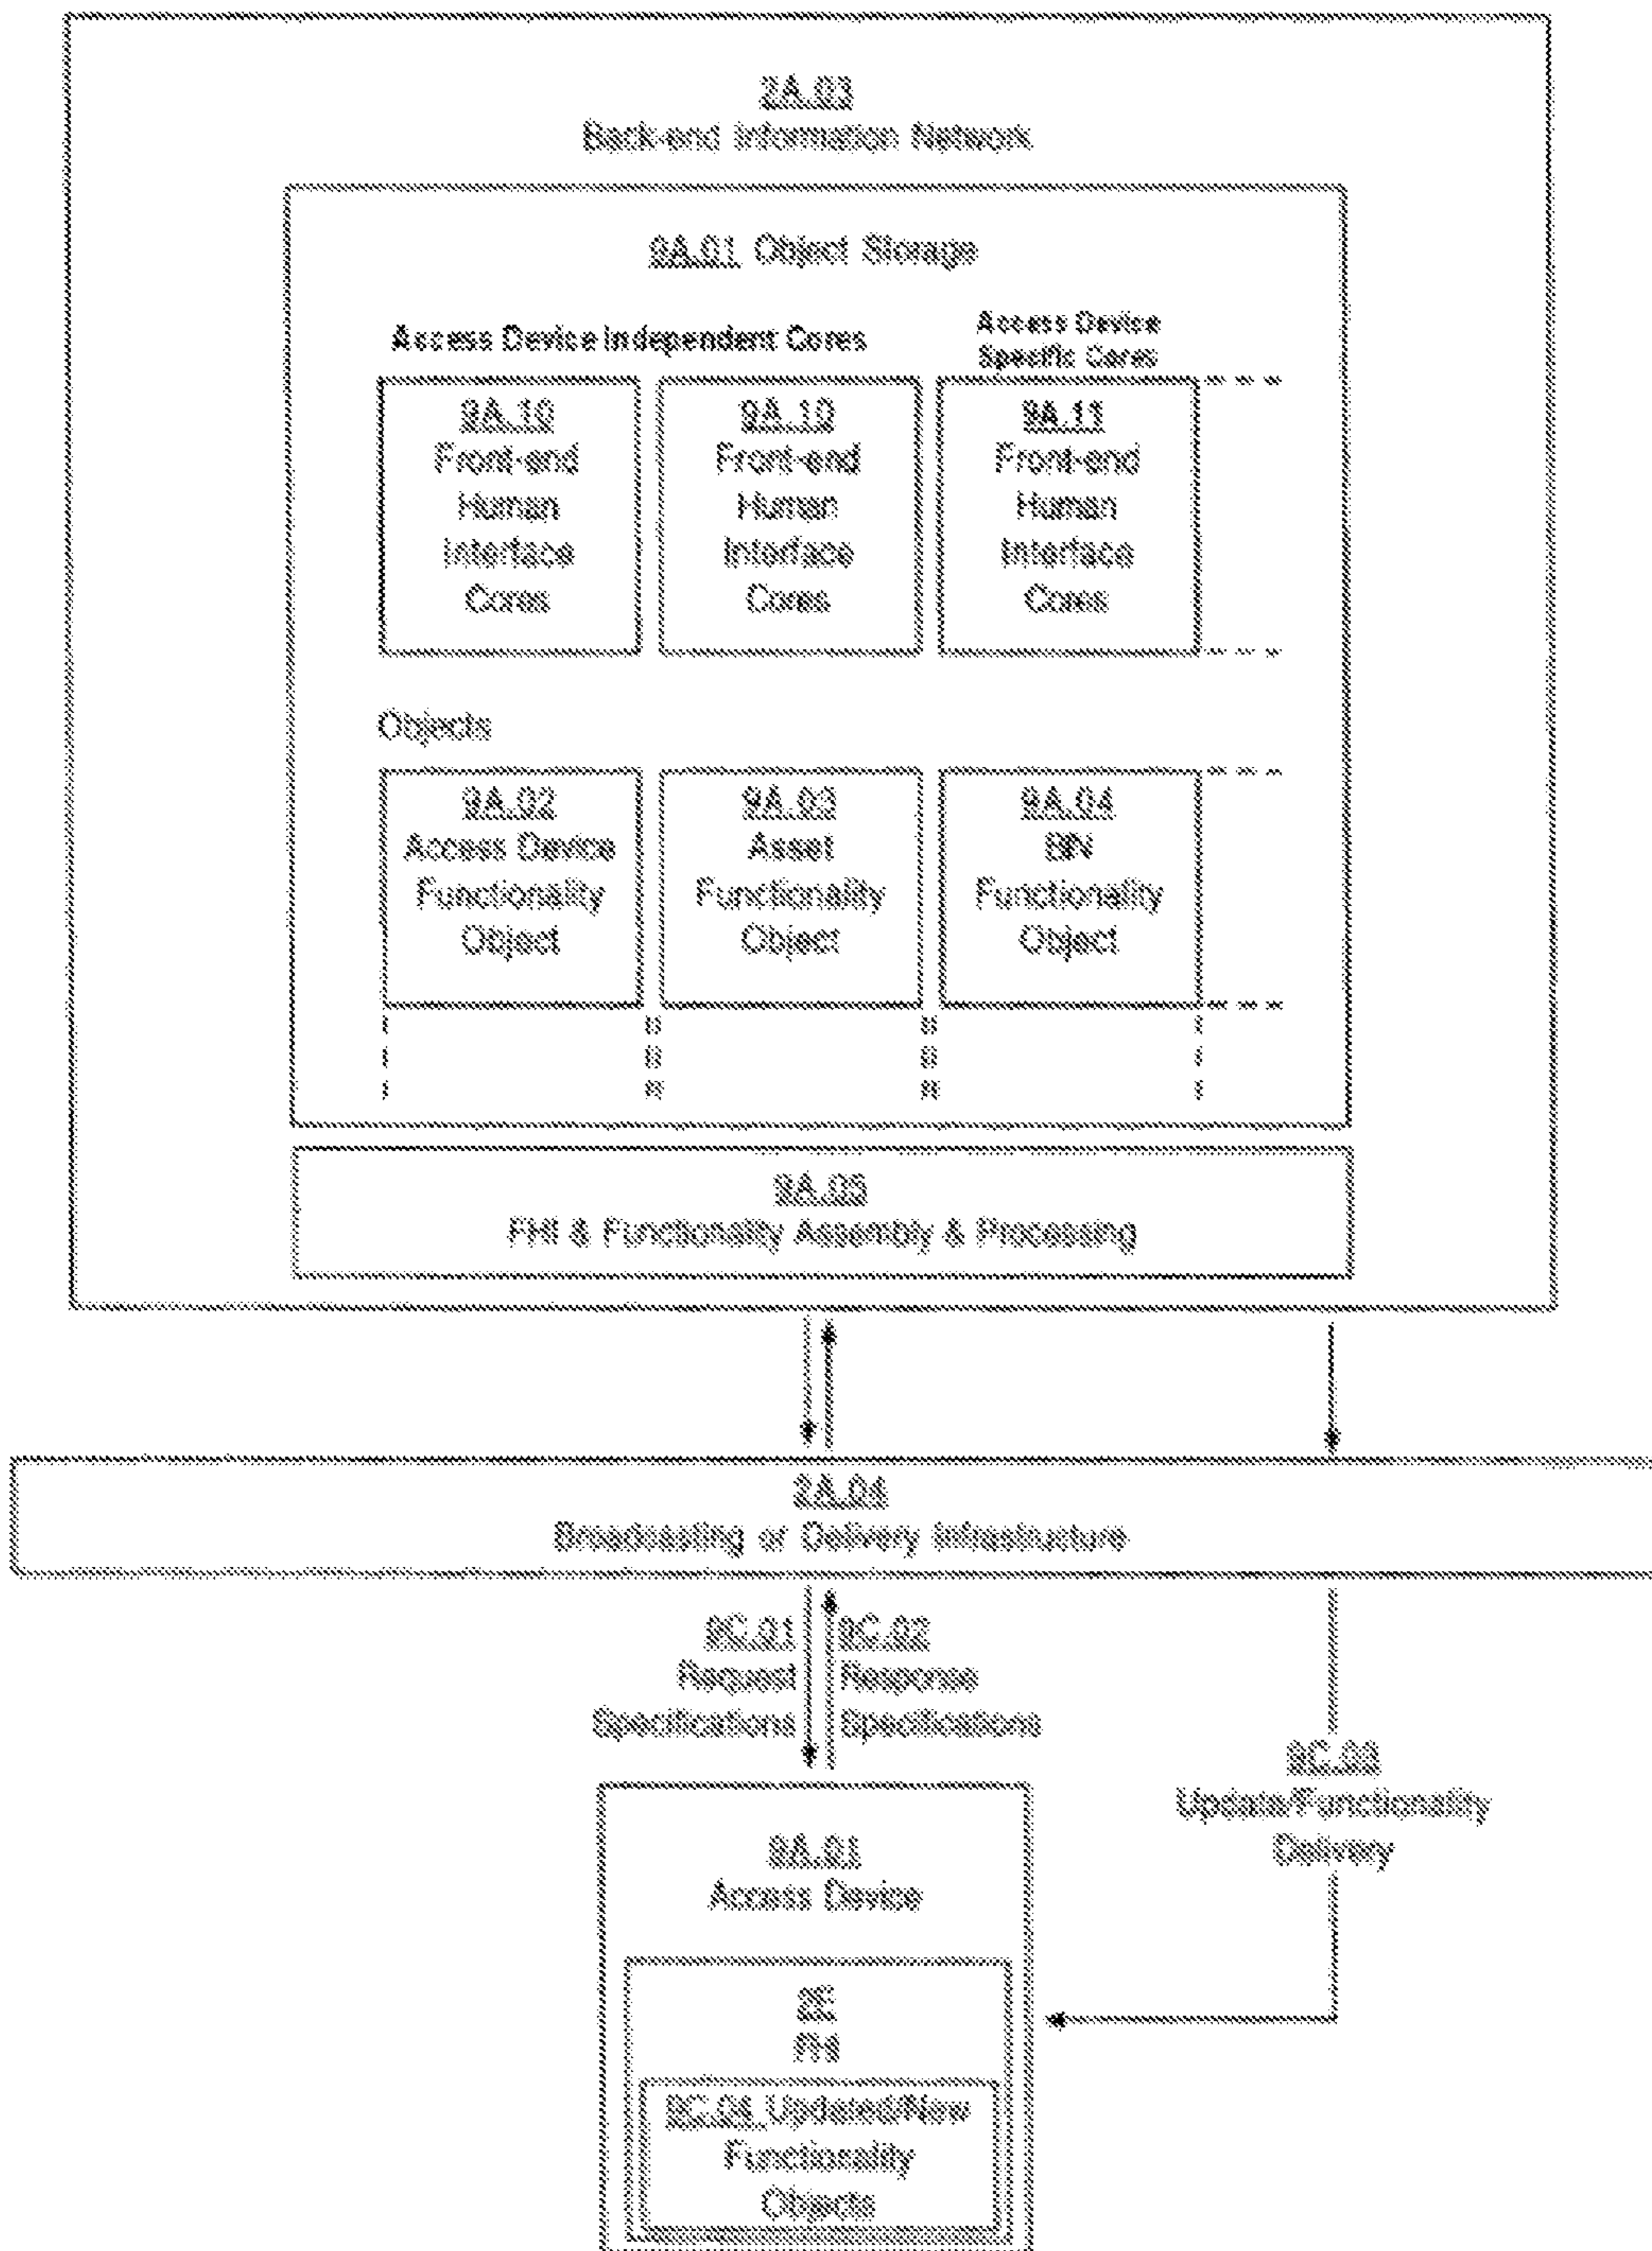 2A.03
Back-end Information Network
9A.01 Object Storage
Access Device Independent Cores
Access Device
Specific Cores
9A.10
Front-end
Human
Interface
Cores
9A.10
Front-end
Human
Interface
Cores
9A.11
Front-end
Human
Interface
Cores
Objects
9A.02
Access Device
Functionality
Object
9A.03
Asset
Functionality
Object
9A.04
BIN
Functionality
Object
9A.05
FHI & Functionality Assembly & Processing
2A.04
Broadcasting or Delivery Infrastructure
9C.01
Request
Specifications
9C.02
Response
Specifications
9C.03
Update/Functionality
Delivery
9A.01
Access Device
2E
FHI
9C.04 Updated/New
Functionality
Objects